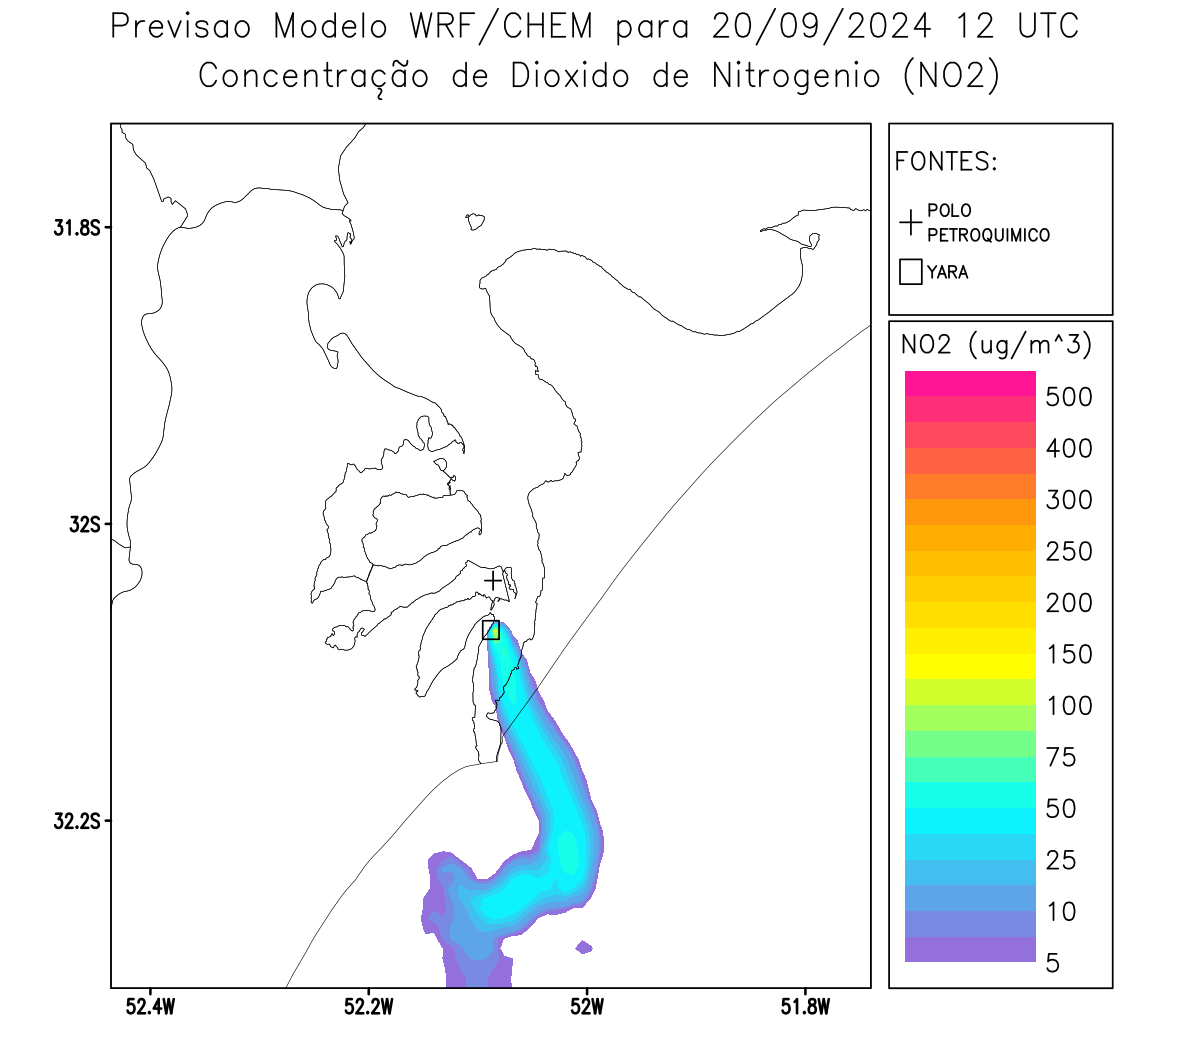 Previsao Modelo WRF/CHEM para 20/09/2024 12 UTC
Concentração de Dioxido de Nitrogenio (NO2)
FONTES:
POLO
PETROQUIMICO
YARA
NO2 (ug/m^3)
500
400
300
250
200
150
100
75
50
25
10
5
31.8S
32S
32.2S
52.4W
52.2W
52W
51.8W